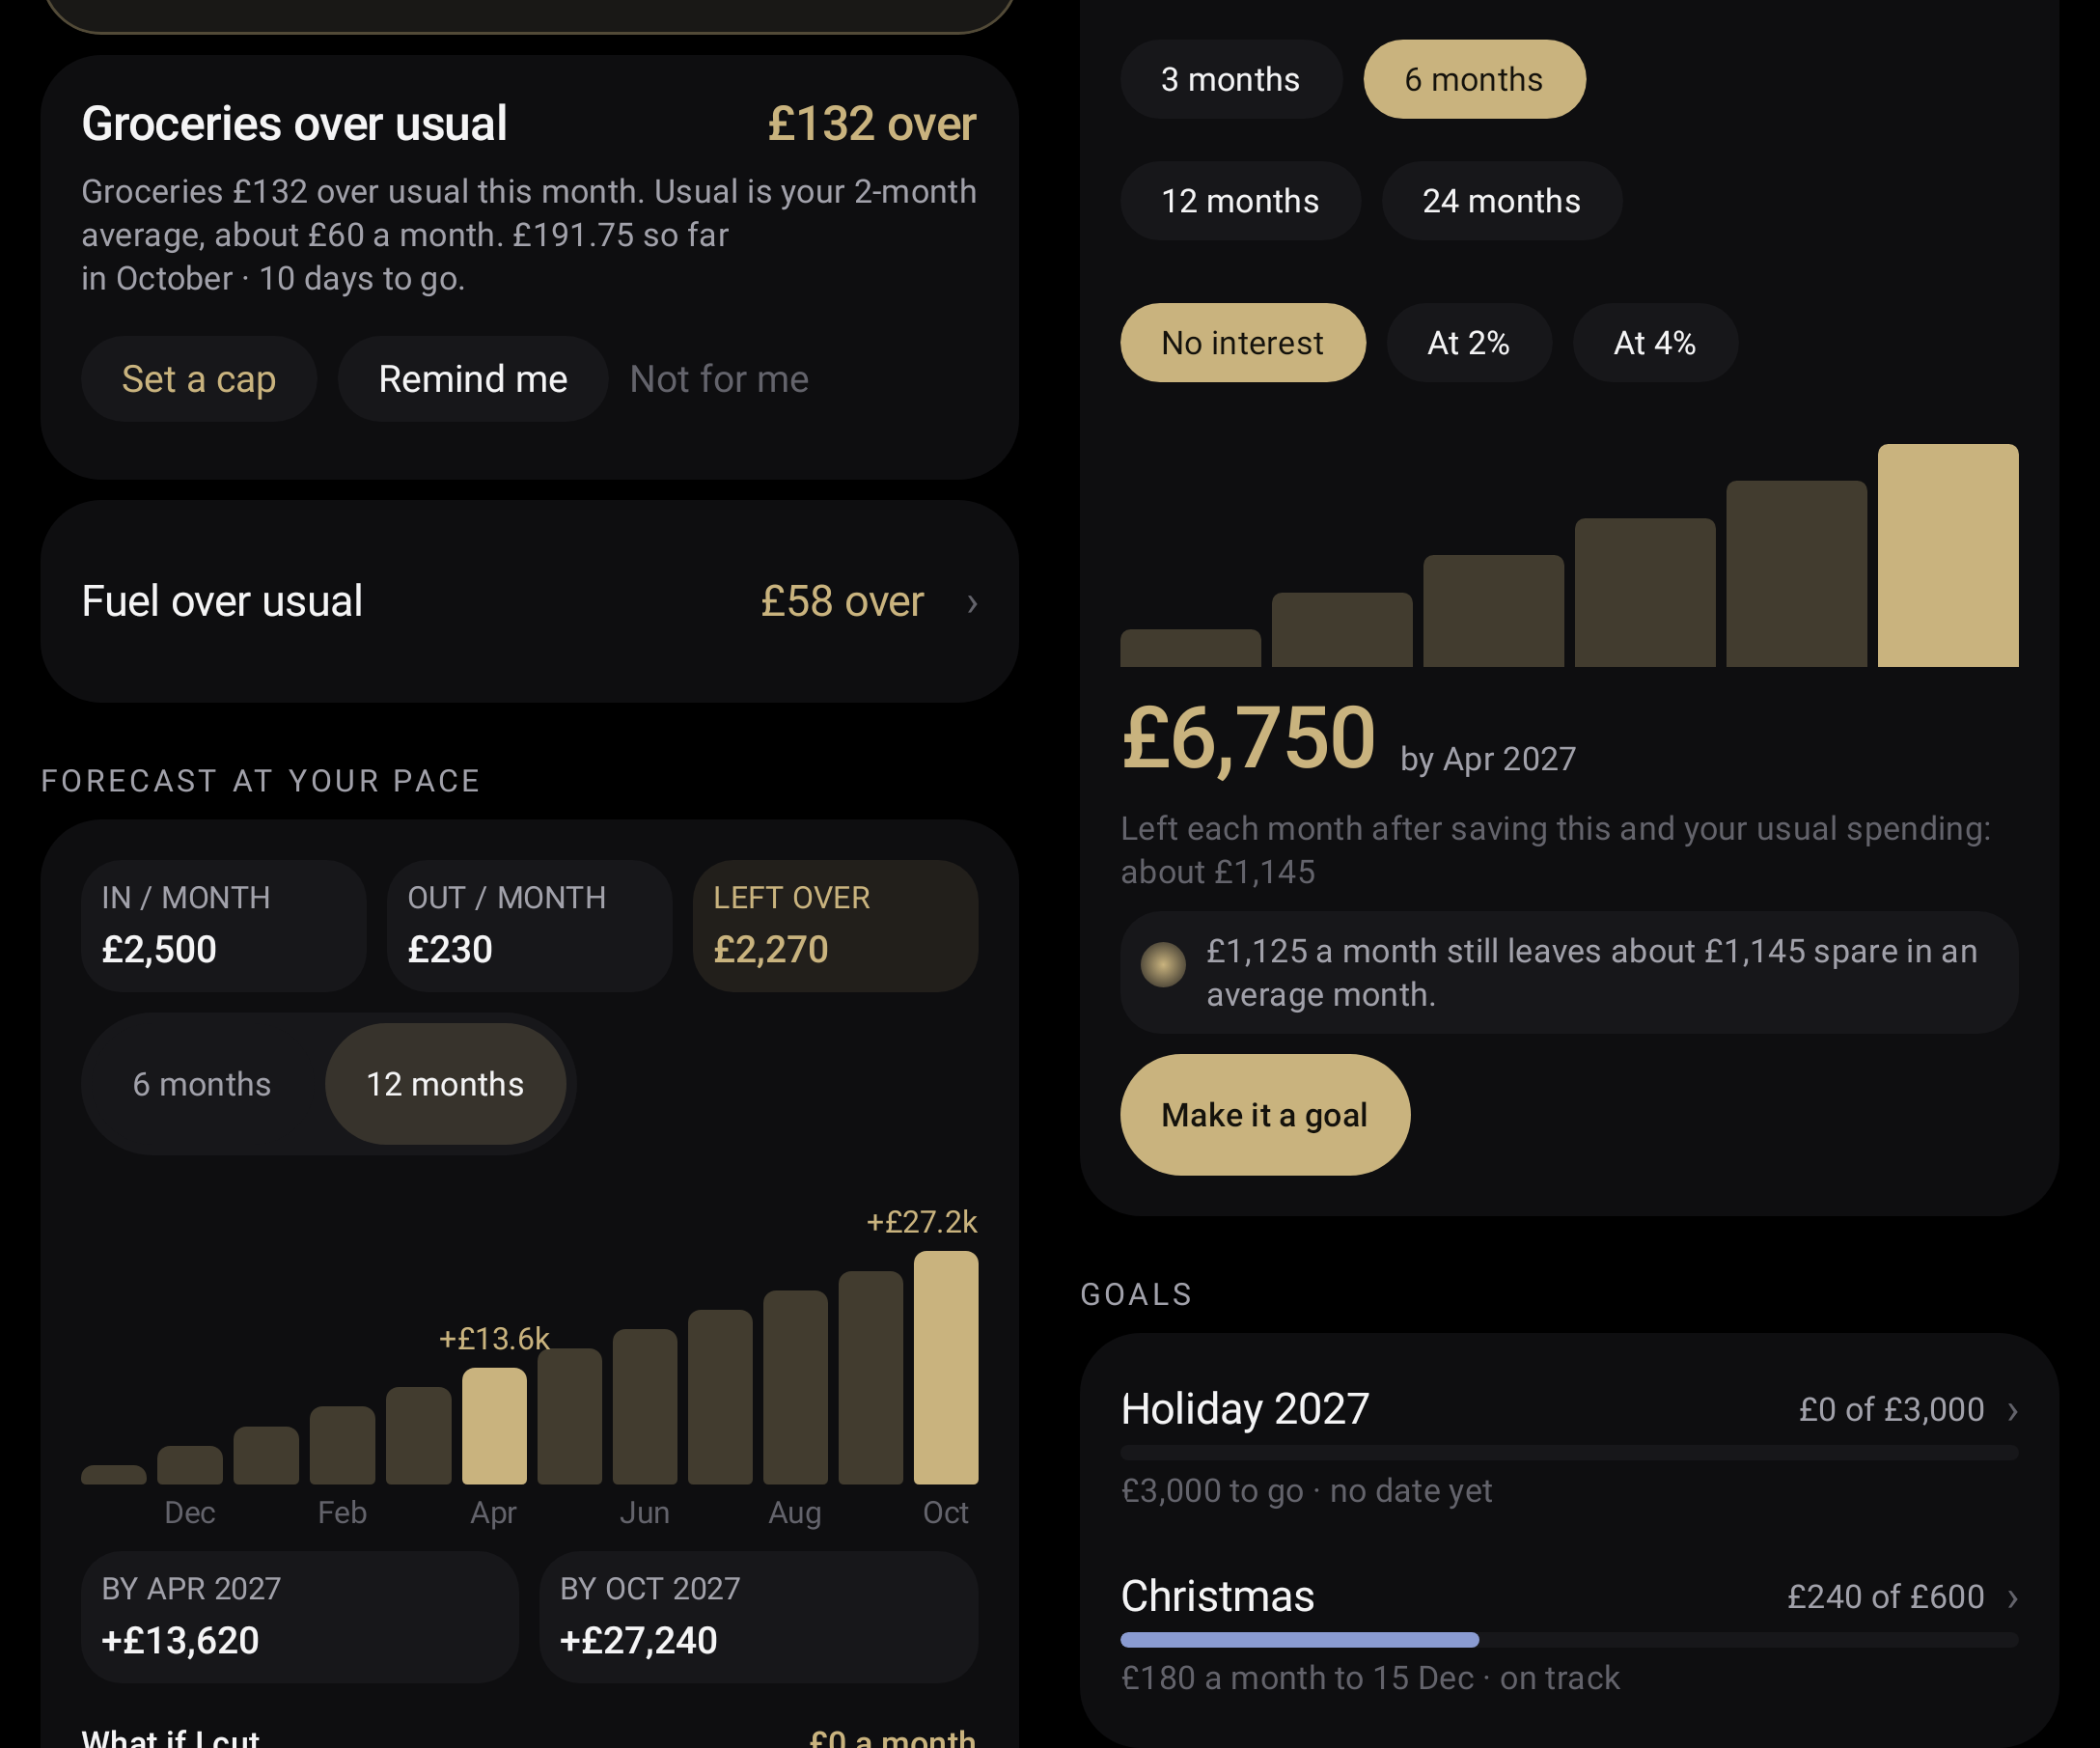 Groceries over usual
£132 over
Groceries £132 over usual this month. Usual is your 2-month
average, about £60 a month. £191.75 so far
in October · 10 days to go.
Set a cap
Remind me
Not for me
Fuel over usual
£58 over ›
FORECAST AT YOUR PACE
IN / MONTH
£2,500
OUT / MONTH
£230
LEFT OVER
£2,270
6 months
12 months
+£27.2k
+£13.6k
Dec Feb Apr Jun Aug Oct
BY APR 2027
+£13,620
BY OCT 2027
+£27,240
What if I cut
£0 a month
3 months
6 months
12 months
24 months
No interest
At 2%
At 4%
£6,750 by Apr 2027
Left each month after saving this and your usual spending:
about £1,145
£1,125 a month still leaves about £1,145 spare in an
average month.
Make it a goal
GOALS
Holiday 2027
£0 of £3,000 ›
£3,000 to go · no date yet
Christmas
£240 of £600 ›
£180 a month to 15 Dec · on track